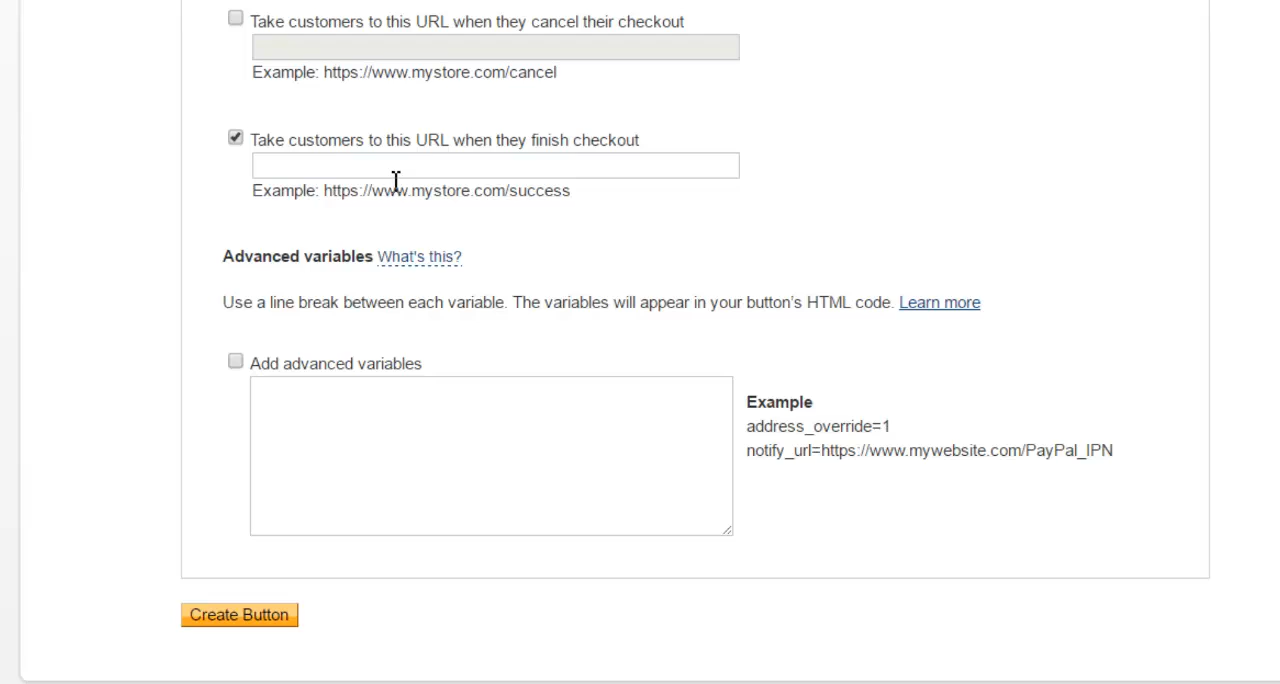 Take customers to this URL when they cancel their checkout
Example: https://www.mystore.com/cancel
Take customers to this URL when they finish checkout
Example: https://www.mystore.com/success
Advanced variables What's this?
Use a line break between each variable. The variables will appear in your button's HTML code. Learn more
Add advanced variables
Example
address_override=1
notify_url=https://www.mywebsite.com/PayPal_IPN
Create Button